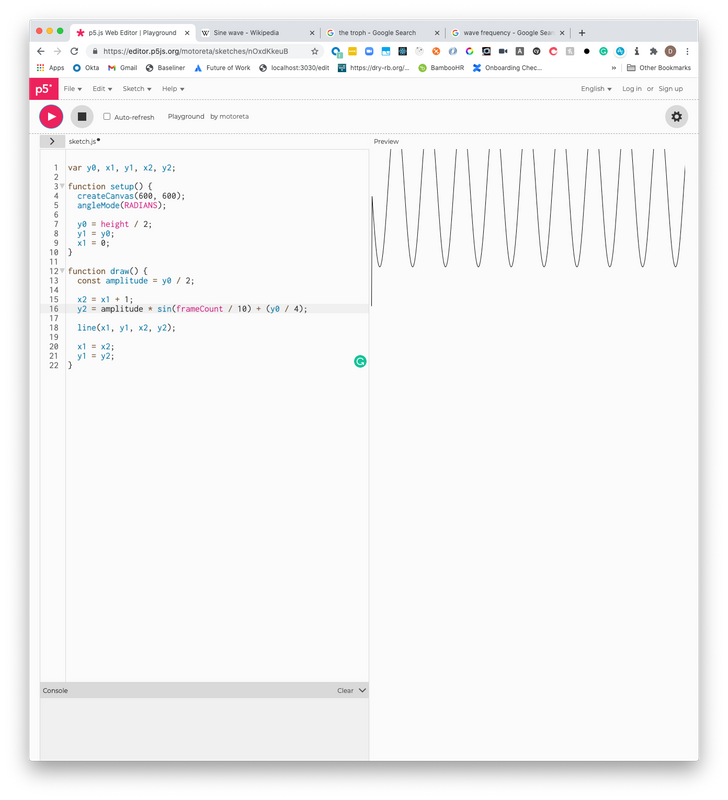 p5.js Web Editor | Playground
Sine wave - Wikipedia
the troph - Google Search
wave frequency - Google Sear
https://editor.p5js.org/motoreta/sketches/nOxdKkeuB
Apps
Okta
Gmail
Baseliner
Future of Work
localhost:3030/edit
https://dry-rb.org/...
BambooHR
Onboarding Chec...
»
Other Bookmarks
p5*
File
Edit
Sketch
Help
English
Log in or Sign up
Auto-refresh
Playground by motoreta
sketch.js
Preview
1 var y0, x1, y1, x2, y2;
2
3 function setup() {
4 createCanvas(600, 600);
5 angleMode(RADIANS);
6
7 y0 = height / 2;
8 y1 = y0;
9 x1 = 0;
10 }
11
12 function draw() {
13 const amplitude = y0 / 2;
14
15 x2 = x1 + 1;
16 y2 = amplitude * sin(frameCount / 10) + (y0 / 4);
17
18 line(x1, y1, x2, y2);
19
20 x1 = x2;
21 y1 = y2;
22 }
Console
Clear